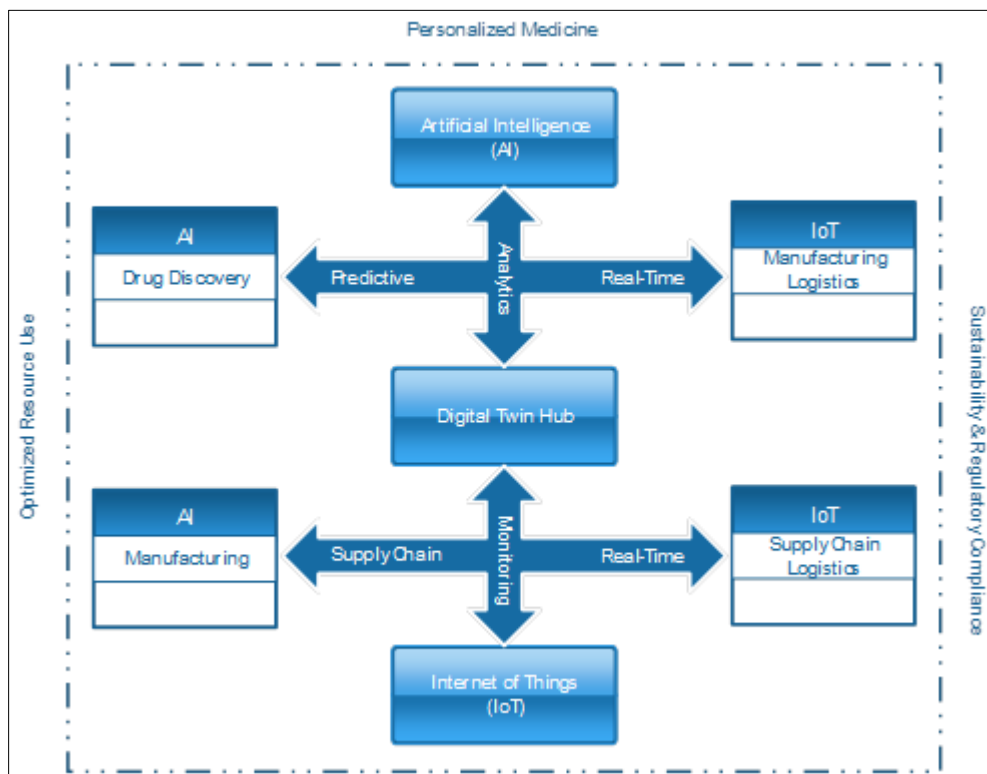 Personalized Medicine
Artificial Intelligence
(AI)
AI
Drug Discovery
Predictive
Analytics
Real-Time
IoT
Manufacturing
Logistics
Optimized Resource Use
Sustainability & Regulatory Compliance
Digital Twin Hub
AI
Manufacturing
Supply Chain
Monitoring
Real-Time
IoT
Supply Chain
Logistics
Internet of Things
(IoT)